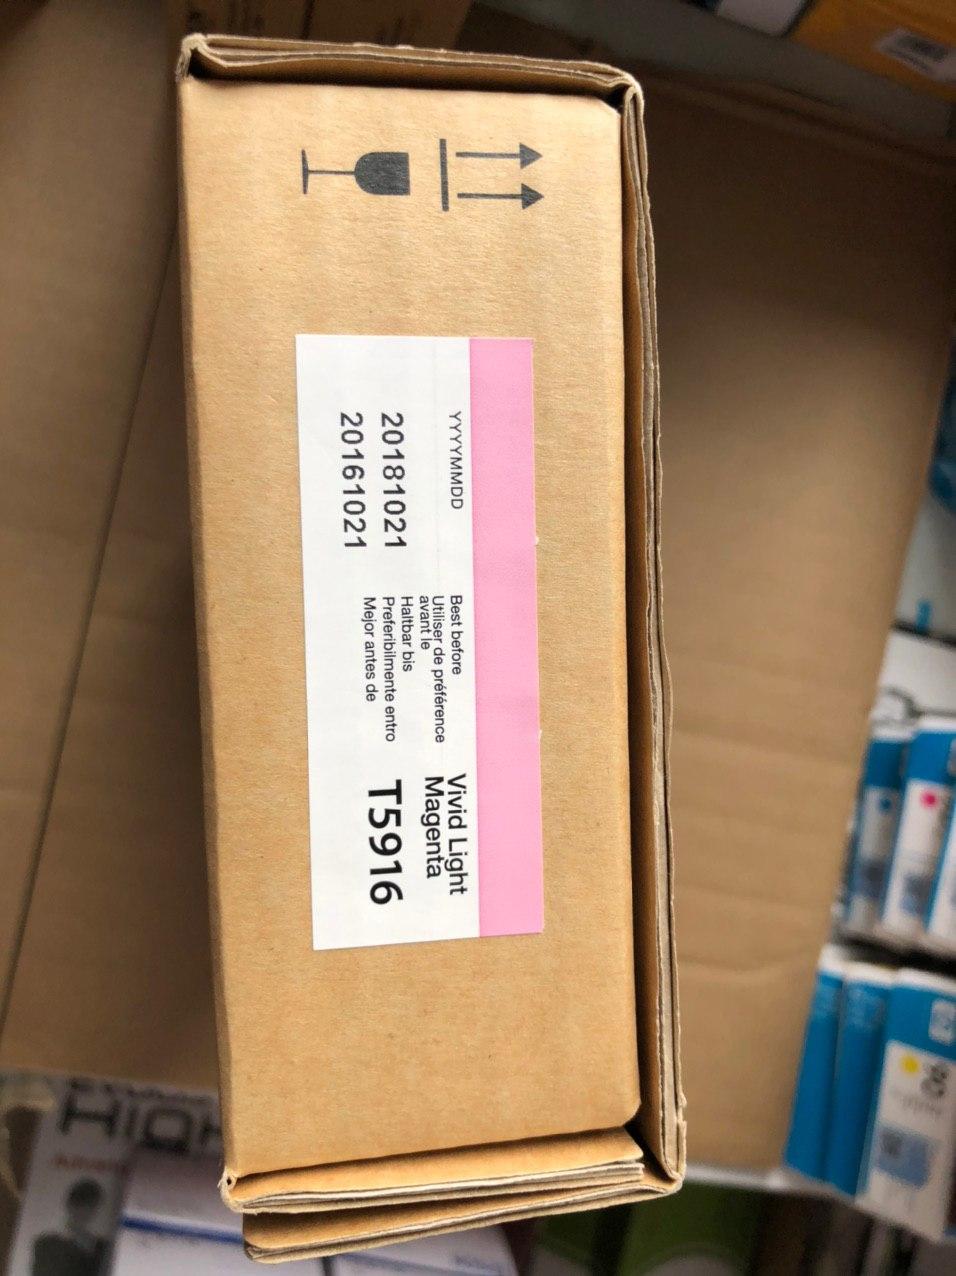 YYYYMMDD
20181021
20161021
Best before
Utiliser de préférence
avant le
Haltbar bis
Preferibilmente entro
Mejor antes de
Vivid Light
Magenta
T5916